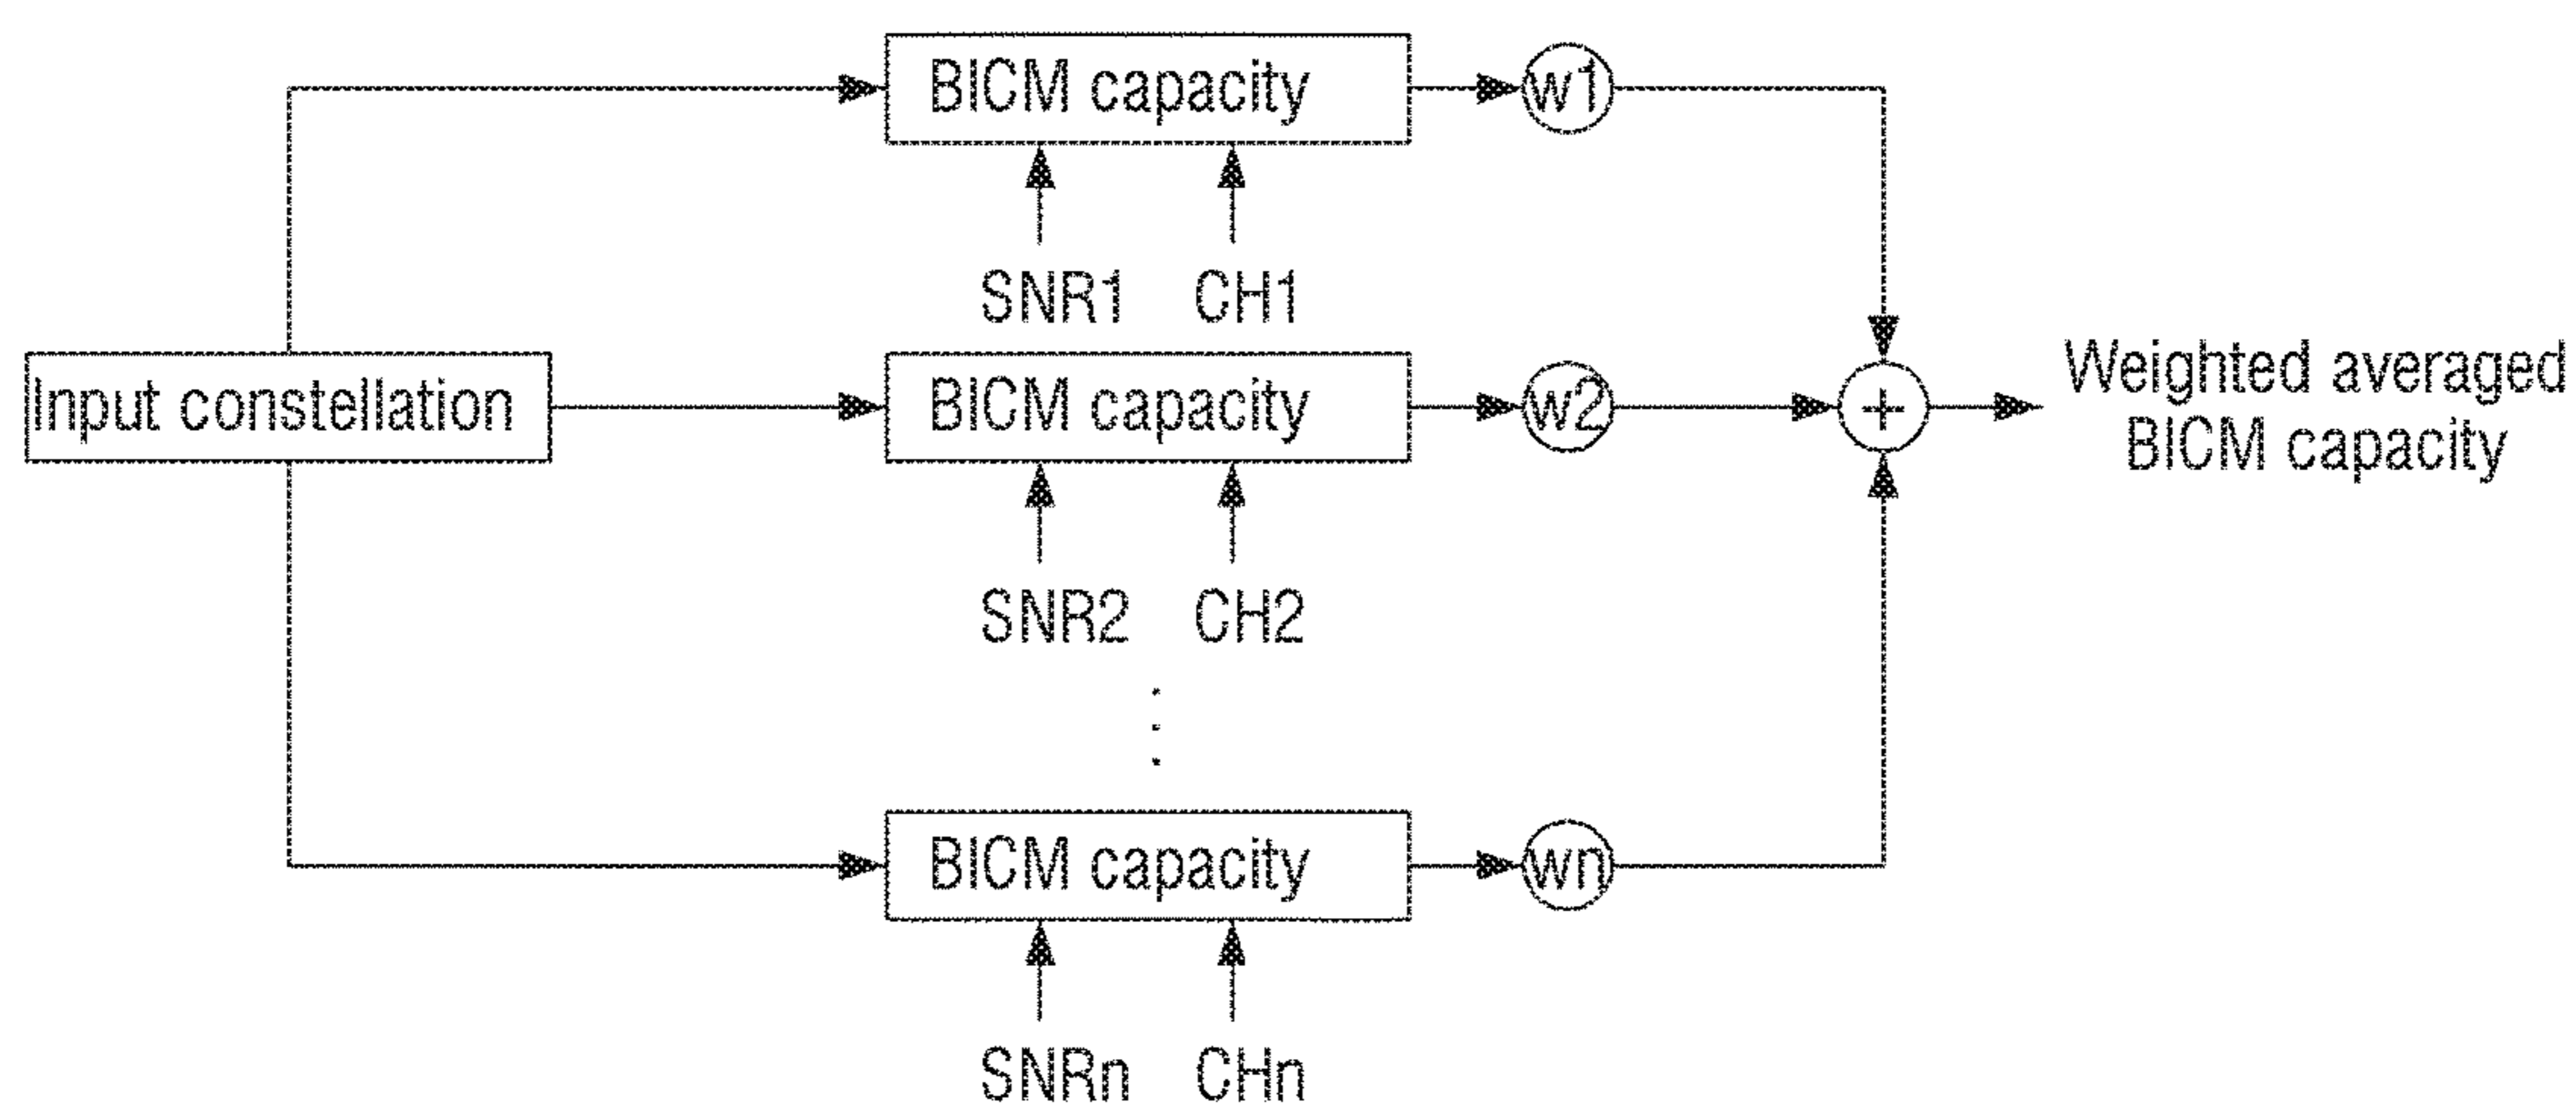 BICM capacity
w1
SNR1 CH1
Input constellation
BICM capacity
w2
+
Weighted averaged
BICM capacity
SNR2 CH2
BICM capacity
wn
SNRn CHn